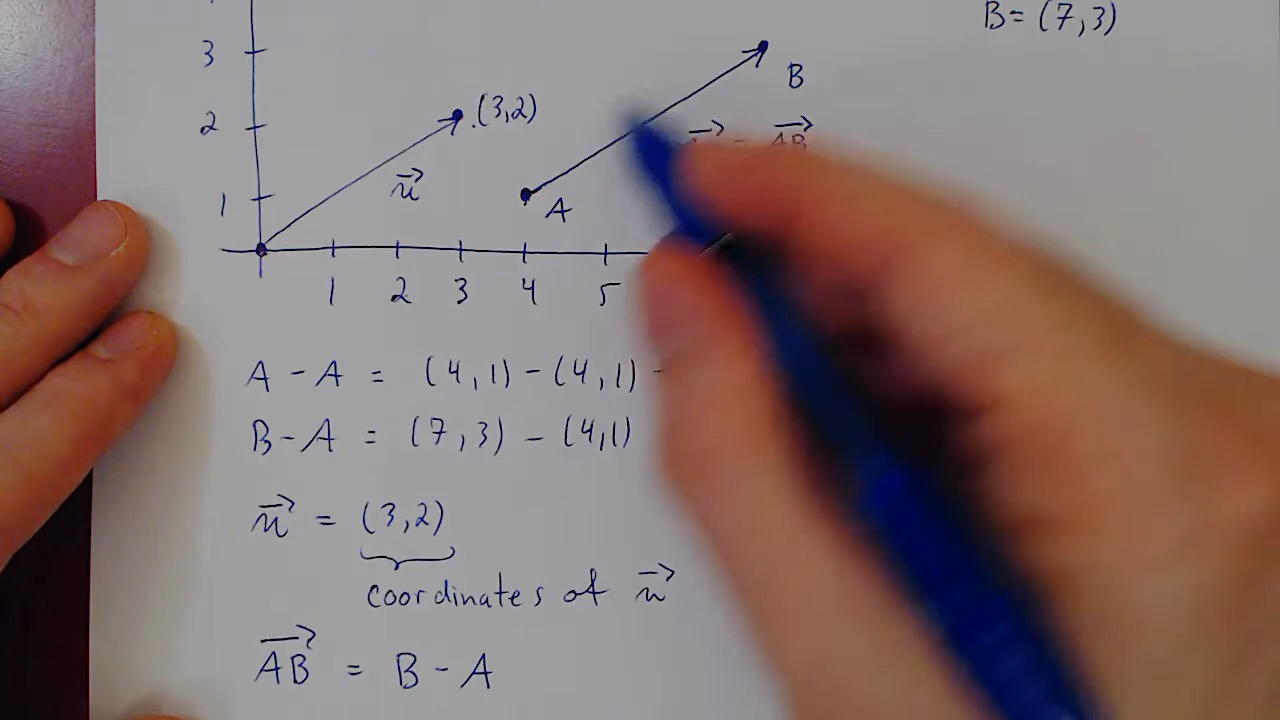 B = (7,3)
3
B
2
(3,2)
u⃗ = AB⃗
u⃗
1
A
1 2 3 4 5
A - A = (4,1) - (4,1)
B - A = (7,3) - (4,1)
u⃗ = (3,2)
coordinates of u⃗
AB⃗ = B - A